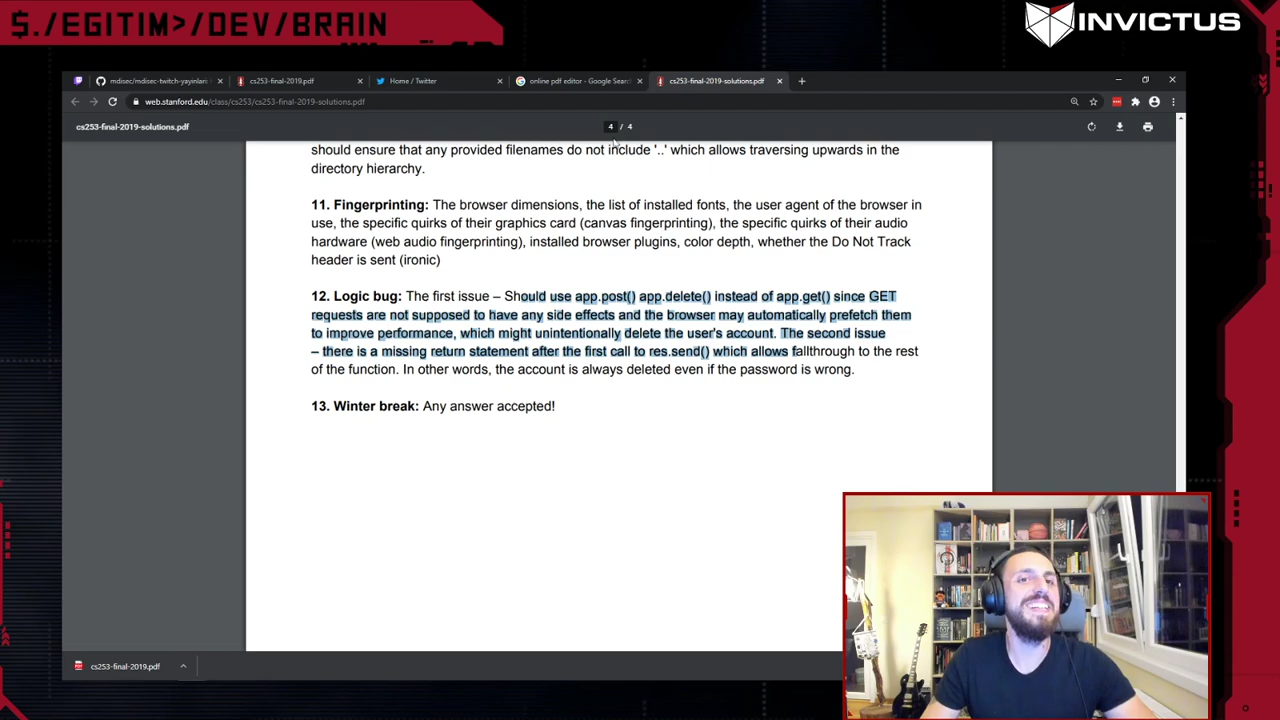 $./EGITIM>/DEV/BRAIN
INVICTUS
mdisec/mdisec-twitch-yayinlari
cs253-final-2019.pdf
Home / Twitter
online pdf editor - Google Searc
cs253-final-2019-solutions.pdf
web.stanford.edu/class/cs253/cs253-final-2019-solutions.pdf
cs253-final-2019-solutions.pdf
4 / 4
should ensure that any provided filenames do not include '..' which allows traversing upwards in the
directory hierarchy.
11. Fingerprinting: The browser dimensions, the list of installed fonts, the user agent of the browser in
use, the specific quirks of their graphics card (canvas fingerprinting), the specific quirks of their audio
hardware (web audio fingerprinting), installed browser plugins, color depth, whether the Do Not Track
header is sent (ironic)
12. Logic bug: The first issue – Should use app.post() app.delete() instead of app.get() since GET
requests are not supposed to have any side effects and the browser may automatically prefetch them
to improve performance, which might unintentionally delete the user's account. The second issue
– there is a missing return statement after the first call to res.send() which allows fallthrough to the rest
of the function. In other words, the account is always deleted even if the password is wrong.
13. Winter break: Any answer accepted!
cs253-final-2019.pdf